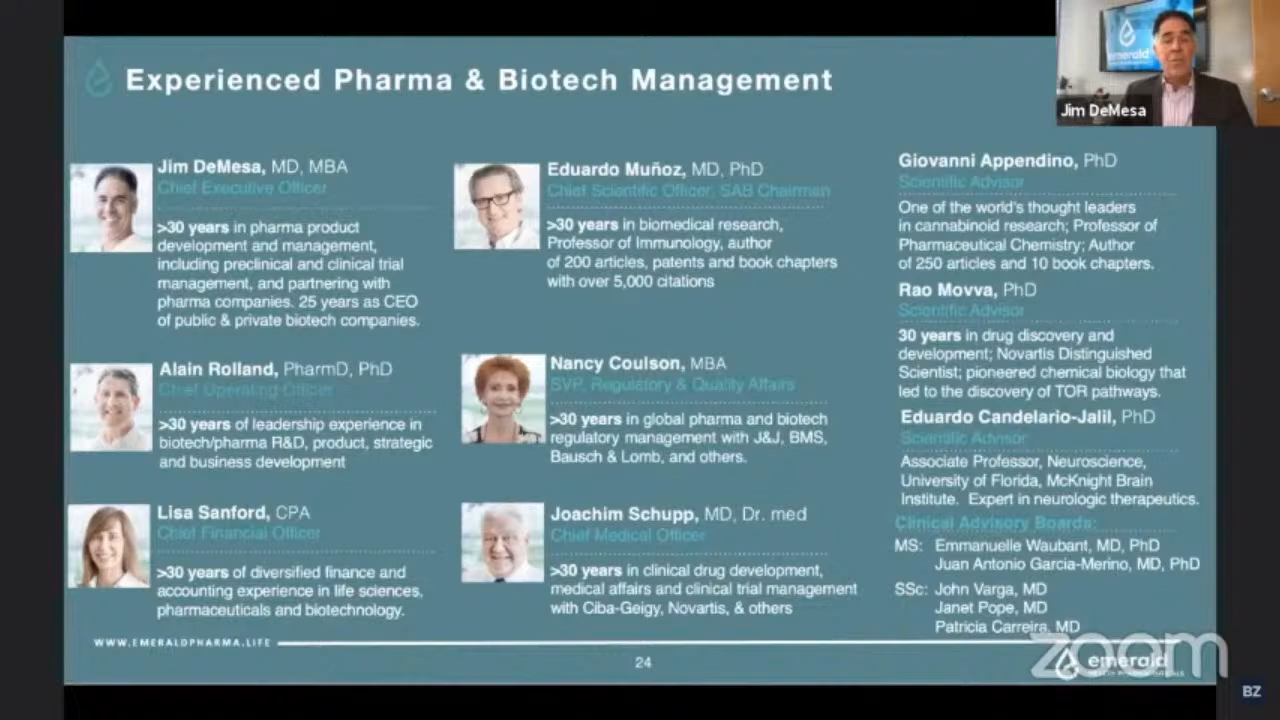 Experienced Pharma & Biotech Management
emerald
Jim DeMesa
Jim DeMesa, MD, MBA
Chief Executive Officer
>30 years in pharma product
development and management,
including preclinical and clinical trial
management, and partnering with
pharma companies. 25 years as CEO
of public & private biotech companies.
Alain Rolland, PharmD, PhD
Chief Operating Officer
>30 years of leadership experience in
biotech/pharma R&D, product, strategic
and business development
Lisa Sanford, CPA
Chief Financial Officer
>30 years of diversified finance and
accounting experience in life sciences,
pharmaceuticals and biotechnology.
Eduardo Muñoz, MD, PhD
Chief Scientific Officer, SAB Chairman
>30 years in biomedical research,
Professor of Immunology, author
of 200 articles, patents and book chapters
with over 5,000 citations
Nancy Coulson, MBA
SVP, Regulatory & Quality Affairs
>30 years in global pharma and biotech
regulatory management with J&J, BMS,
Bausch & Lomb, and others.
Joachim Schupp, MD, Dr. med
Chief Medical Officer
>30 years in clinical drug development,
medical affairs and clinical trial management
with Ciba-Geigy, Novartis, & others
Giovanni Appendino, PhD
Scientific Advisor
One of the world's thought leaders
in cannabinoid research; Professor of
Pharmaceutical Chemistry; Author
of 250 articles and 10 book chapters.
Rao Movva, PhD
Scientific Advisor
30 years in drug discovery and
development; Novartis Distinguished
Scientist; pioneered chemical biology that
led to the discovery of TOR pathways.
Eduardo Candelario-Jalil, PhD
Scientific Advisor
Associate Professor, Neuroscience,
University of Florida, McKnight Brain
Institute. Expert in neurologic therapeutics.
Clinical Advisory Boards:
MS: Emmanuelle Waubant, MD, PhD
Juan Antonio Garcia-Merino, MD, PhD
SSc: John Varga, MD
Janet Pope, MD
Patricia Carreira, MD
WWW.EMERALDPHARMA.LIFE
24
zoom
emerald
HEALTH PHARMACEUTICALS
BZ